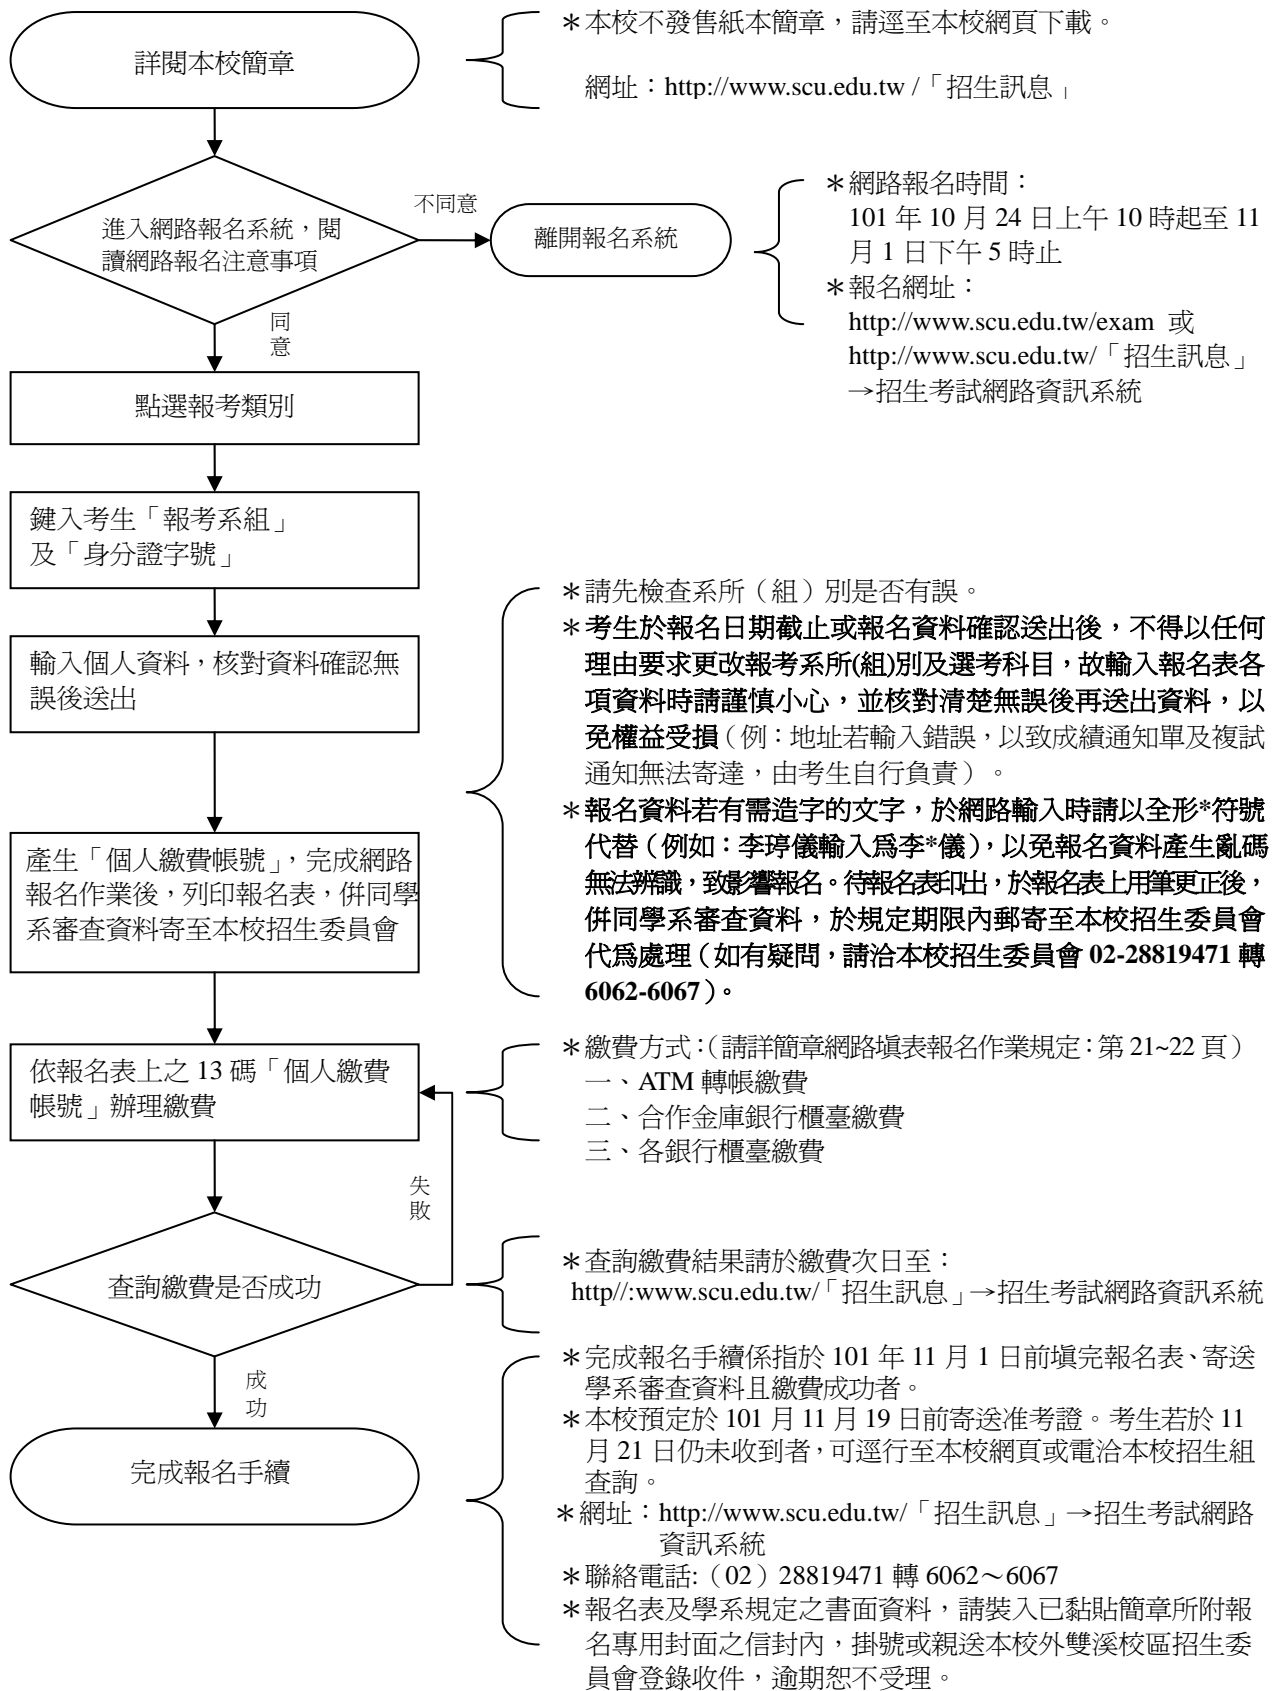 詳閱本校簡章
＊本校不發售紙本簡章，請逕至本校網頁下載。
網址：http://www.scu.edu.tw /「招生訊息」
進入網路報名系統，閱
讀網路報名注意事項
不同意
離開報名系統
＊網路報名時間：
101 年 10 月 24 日上午 10 時起至 11
月 1 日下午 5 時止
＊報名網址：
http://www.scu.edu.tw/exam 或
http://www.scu.edu.tw/「招生訊息」
→招生考試網路資訊系統
同
意
點選報考類別
鍵入考生「報考系組」
及「身分證字號」
輸入個人資料，核對資料確認無
誤後送出
＊請先檢查系所（組）別是否有誤。
＊考生於報名日期截止或報名資料確認送出後，不得以任何
理由要求更改報考系所(組)別及選考科目，故輸入報名表各
項資料時請謹慎小心，並核對清楚無誤後再送出資料，以
免權益受損（例：地址若輸入錯誤，以致成績通知單及複試
通知無法寄達，由考生自行負責）。
＊報名資料若有需造字的文字，於網路輸入時請以全形*符號
代替（例如：李珸儀輸入為李*儀），以免報名資料產生亂碼
無法辨識，致影響報名。待報名表印出，於報名表上用筆更正後，
併同學系審查資料，於規定期限內郵寄至本校招生委員會
代為處理（如有疑問，請洽本校招生委員會 02-28819471 轉
6062-6067）。
產生「個人繳費帳號」，完成網路
報名作業後，列印報名表，併同學
系審查資料寄至本校招生委員會
依報名表上之 13 碼「個人繳費
帳號」辦理繳費
＊繳費方式：（請詳簡章網路填表報名作業規定：第 21~22 頁）
一、ATM 轉帳繳費
二、合作金庫銀行櫃臺繳費
三、各銀行櫃臺繳費
失
敗
查詢繳費是否成功
＊查詢繳費結果請於繳費次日至：
http//:www.scu.edu.tw/「招生訊息」→招生考試網路資訊系統
成
功
完成報名手續
＊完成報名手續係指於 101 年 11 月 1 日前填完報名表、寄送
學系審查資料且繳費成功者。
＊本校預定於 101 月 11 月 19 日前寄送准考證。考生若於 11
月 21 日仍未收到者，可逕行至本校網頁或電洽本校招生組
查詢。
＊網址：http://www.scu.edu.tw/「招生訊息」→招生考試網路
資訊系統
＊聯絡電話:（02）28819471 轉 6062～6067
＊報名表及學系規定之書面資料，請裝入已黏貼簡章所附報
名專用封面之信封內，掛號或親送本校外雙溪校區招生委
員會登錄收件，逾期恕不受理。